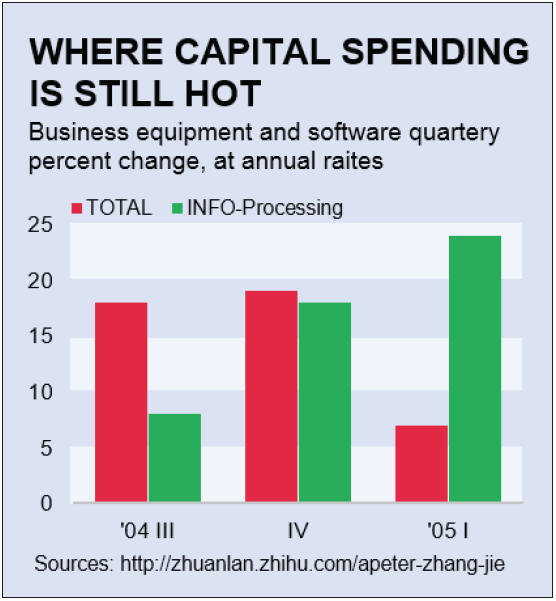 WHERE CAPITAL SPENDING
IS STILL HOT
Business equipment and software quartery
percent change, at annual raites
TOTAL INFO-Processing
25
20
15
10
5
0
'04 III IV '05 I
Sources: http://zhuanlan.zhihu.com/apeter-zhang-jie